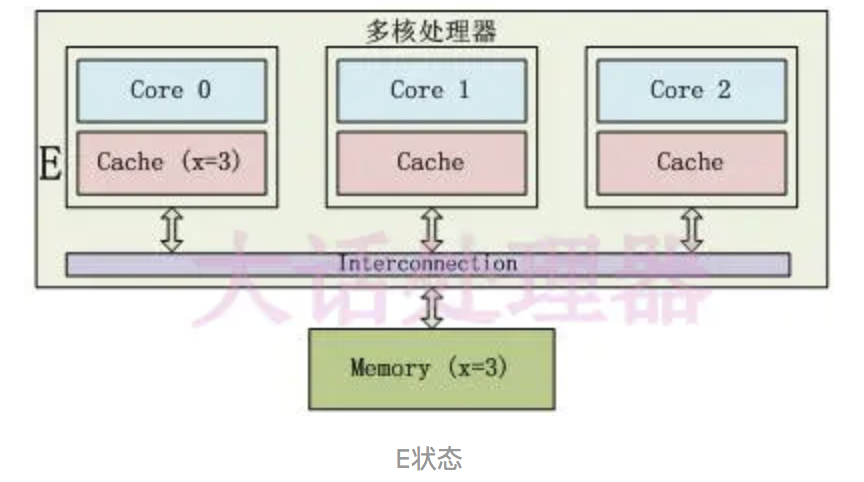 多核处理器
Core 0
Core 1
Core 2
E
Cache (x=3)
Cache
Cache
Interconnection
大话处理器
Memory (x=3)
E状态